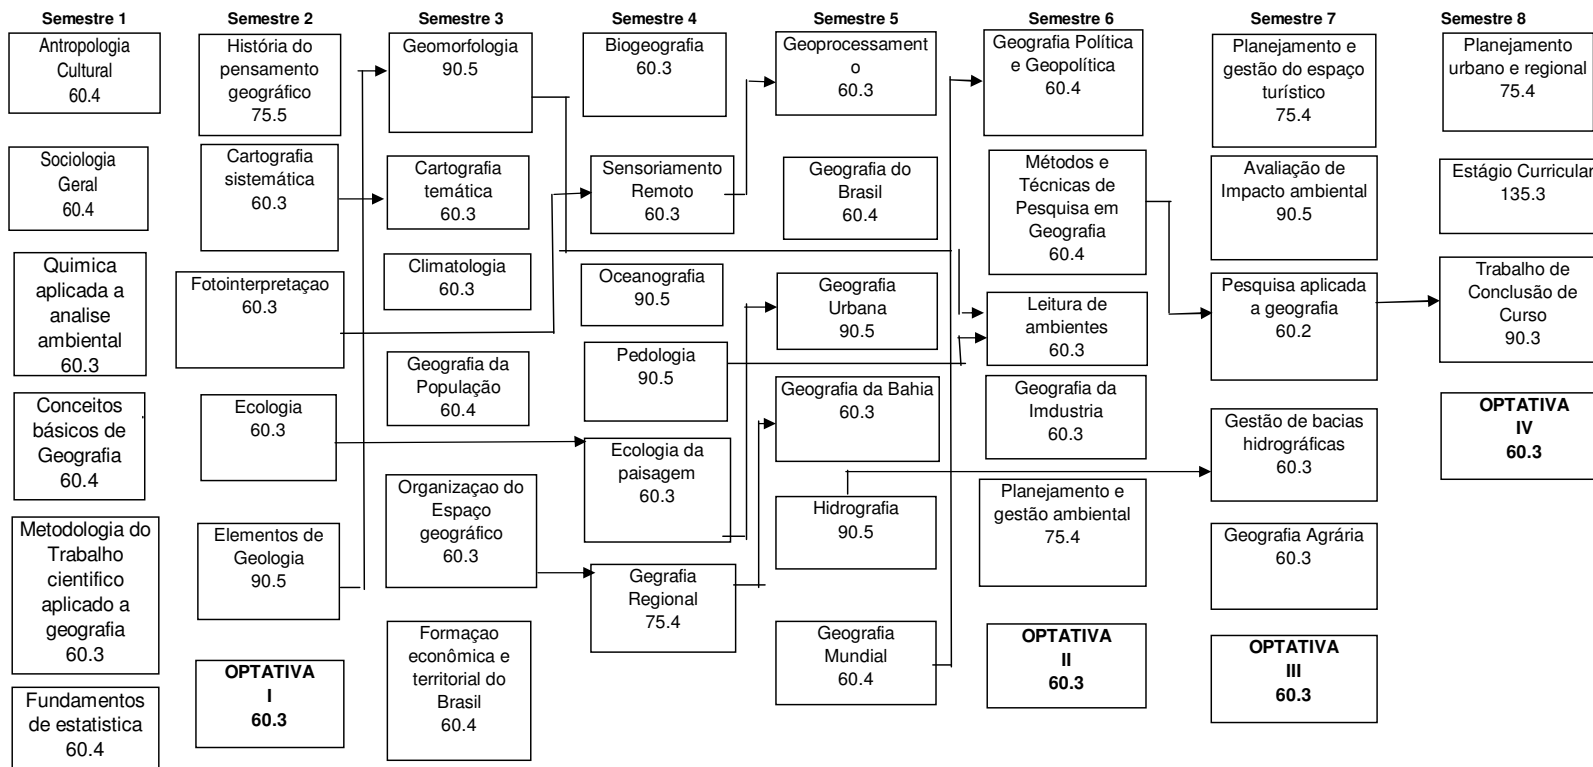 Semestre 1
Antropologia
Cultural
60.4
Sociologia
Geral
60.4
Quimica
aplicada a
analise
ambiental
60.3
Conceitos
básicos de
Geografia
60.4
Metodologia do
Trabalho
cientifico
aplicado a
geografia
60.3
Fundamentos
de estatistica
60.4
Semestre 2
História do
pensamento
geográfico
75.5
Cartografia
sistemática
60.3
Fotointerpretaçao
60.3
Ecologia
60.3
Elementos de
Geologia
90.5
OPTATIVA
I
60.3
Semestre 3
Geomorfologia
90.5
Cartografia
temática
60.3
Climatologia
60.3
Geografia da
População
60.4
Organizaçao do
Espaço
geográfico
60.3
Formaçao
econômica e
territorial do
Brasil
60.4
Semestre 4
Biogeografia
60.3
Sensoriamento
Remoto
60.3
Oceanografia
90.5
Pedologia
90.5
Ecologia da
paisagem
60.3
Gegrafia
Regional
75.4
Semestre 5
Geoprocessament
o
60.3
Geografia do
Brasil
60.4
Geografia
Urbana
90.5
Geografia da Bahia
60.3
Hidrografia
90.5
Geografia
Mundial
60.4
Semestre 6
Geografia Política
e Geopolítica
60.4
Métodos e
Técnicas de
Pesquisa em
Geografia
60.4
Leitura de
ambientes
60.3
Geografia da
Imdustria
60.3
Planejamento e
gestão ambiental
75.4
OPTATIVA
II
60.3
Semestre 7
Planejamento e
gestão do espaço
turístico
75.4
Avaliação de
Impacto ambiental
90.5
Pesquisa aplicada
a geografia
60.2
Gestão de bacias
hidrográficas
60.3
Geografia Agrária
60.3
OPTATIVA
III
60.3
Semestre 8
Planejamento
urbano e regional
75.4
Estágio Curricular
135.3
Trabalho de
Conclusão de
Curso
90.3
OPTATIVA
IV
60.3